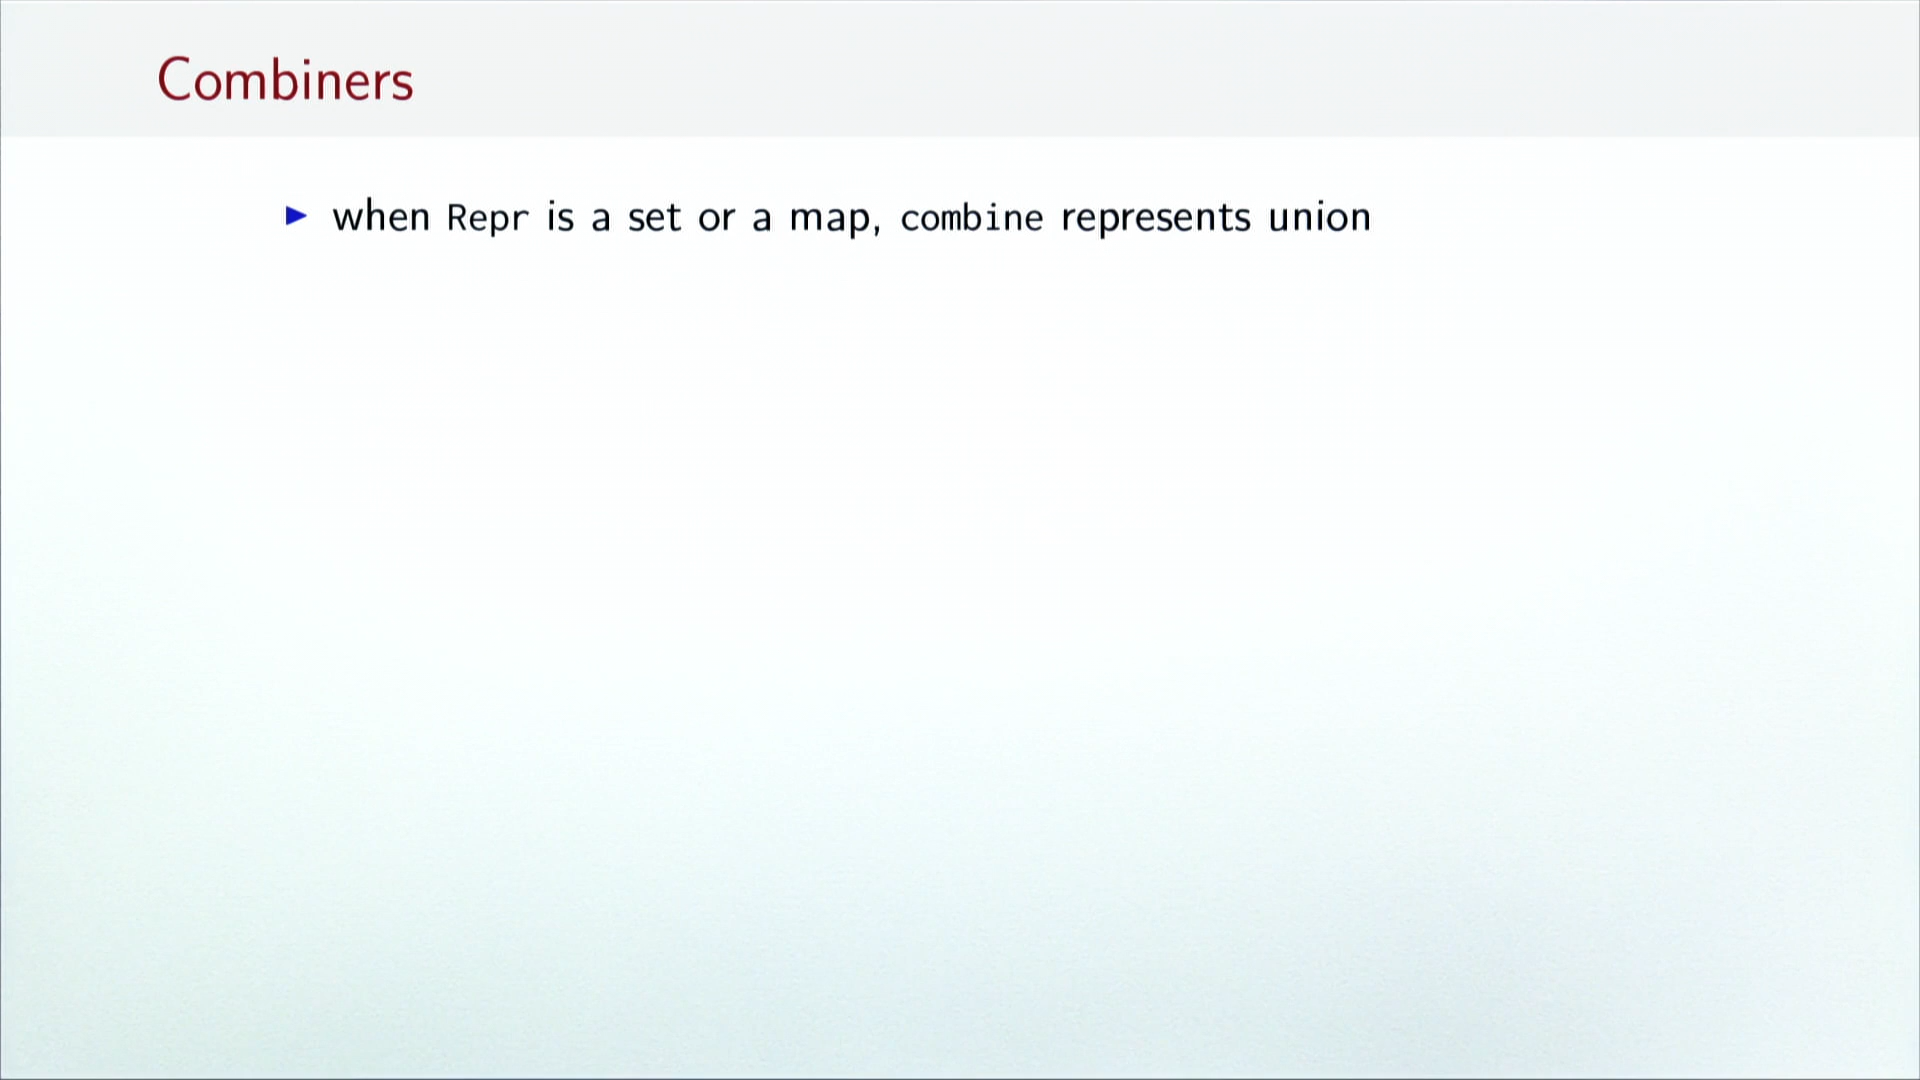 Combiners
▶ when Repr is a set or a map, combine represents union